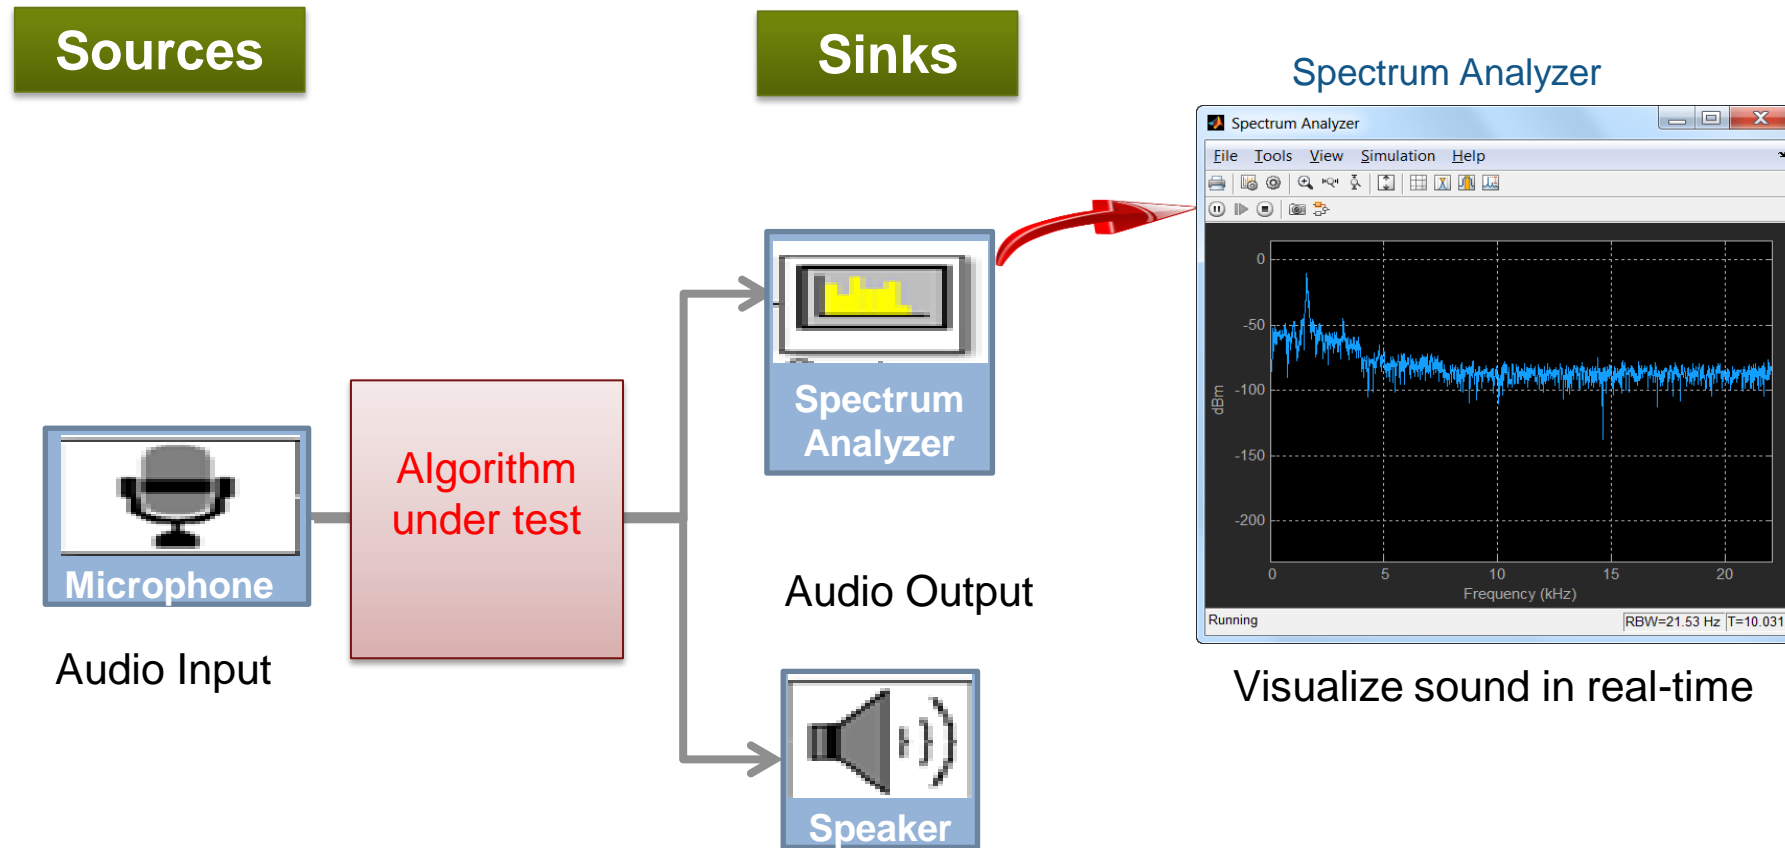 Sources
Sinks
Spectrum Analyzer
Spectrum Analyzer
File Tools View Simulation Help
0
-50
-100
-150
-200
dBm
0 5 10 15 20
Frequency (kHz)
Running RBW=21.53 Hz T=10.031
Visualize sound in real-time
Spectrum
Analyzer
Algorithm
under test
Microphone
Audio Input
Audio Output
Speaker